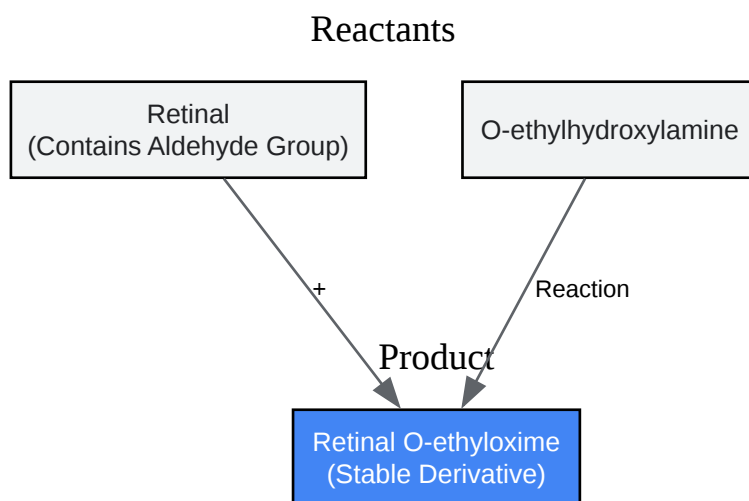 Reactants
Retinal
(Contains Aldehyde Group)
O-ethylhydroxylamine
+
Reaction
Product
Retinal O-ethyloxime
(Stable Derivative)